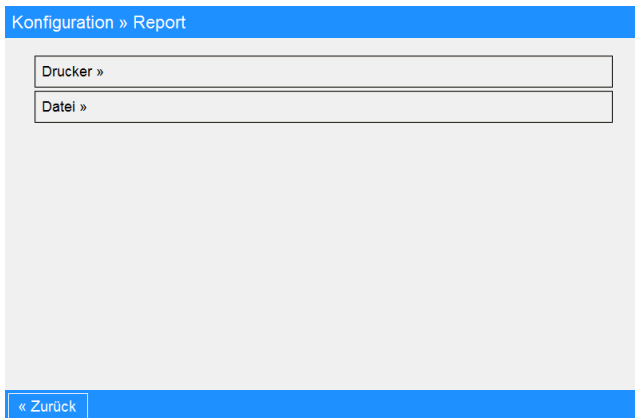 Konfiguration » Report
Drucker »
Datei »
« Zurück